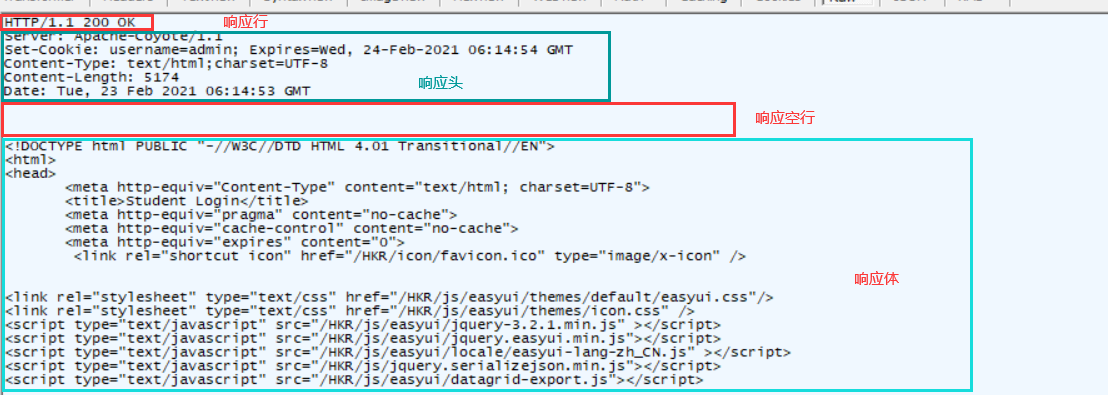 HTTP/1.1 200 OK 响应行
Server: Apache-Coyote/1.1
Set-Cookie: username=admin; Expires=Wed, 24-Feb-2021 06:14:54 GMT
Content-Type: text/html;charset=UTF-8
Content-Length: 5174 响应头
Date: Tue, 23 Feb 2021 06:14:53 GMT
响应空行
<!DOCTYPE html PUBLIC "-//W3C//DTD HTML 4.01 Transitional//EN">
<html>
<head>
<meta http-equiv="Content-Type" content="text/html; charset=UTF-8">
<title>Student Login</title>
<meta http-equiv="pragma" content="no-cache">
<meta http-equiv="cache-control" content="no-cache">
<meta http-equiv="expires" content="0">
<link rel="shortcut icon" href="/HKR/icon/favicon.ico" type="image/x-icon" />
响应体
<link rel="stylesheet" type="text/css" href="/HKR/js/easyui/themes/default/easyui.css"/>
<link rel="stylesheet" type="text/css" href="/HKR/js/easyui/themes/icon.css" />
<script type="text/javascript" src="/HKR/js/easyui/jquery-3.2.1.min.js" ></script>
<script type="text/javascript" src="/HKR/js/easyui/jquery.easyui.min.js"></script>
<script type="text/javascript" src="/HKR/js/easyui/locale/easyui-lang-zh_CN.js" ></script>
<script type="text/javascript" src="/HKR/js/jquery.serializejson.min.js"></script>
<script type="text/javascript" src="/HKR/js/easyui/datagrid-export.js"></script>